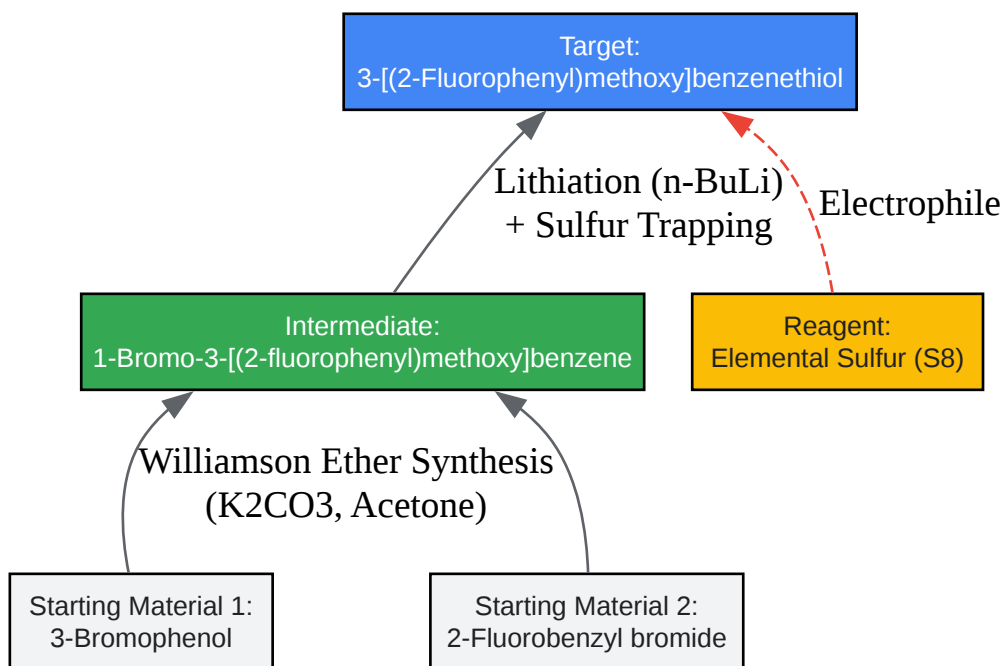 Target:
3-[(2-Fluorophenyl)methoxy]benzenethiol
Lithiation (n-BuLi)
+ Sulfur Trapping
Electrophile
Intermediate:
1-Bromo-3-[(2-fluorophenyl)methoxy]benzene
Reagent:
Elemental Sulfur (S8)
Williamson Ether Synthesis
(K2CO3, Acetone)
Starting Material 1:
3-Bromophenol
Starting Material 2:
2-Fluorobenzyl bromide